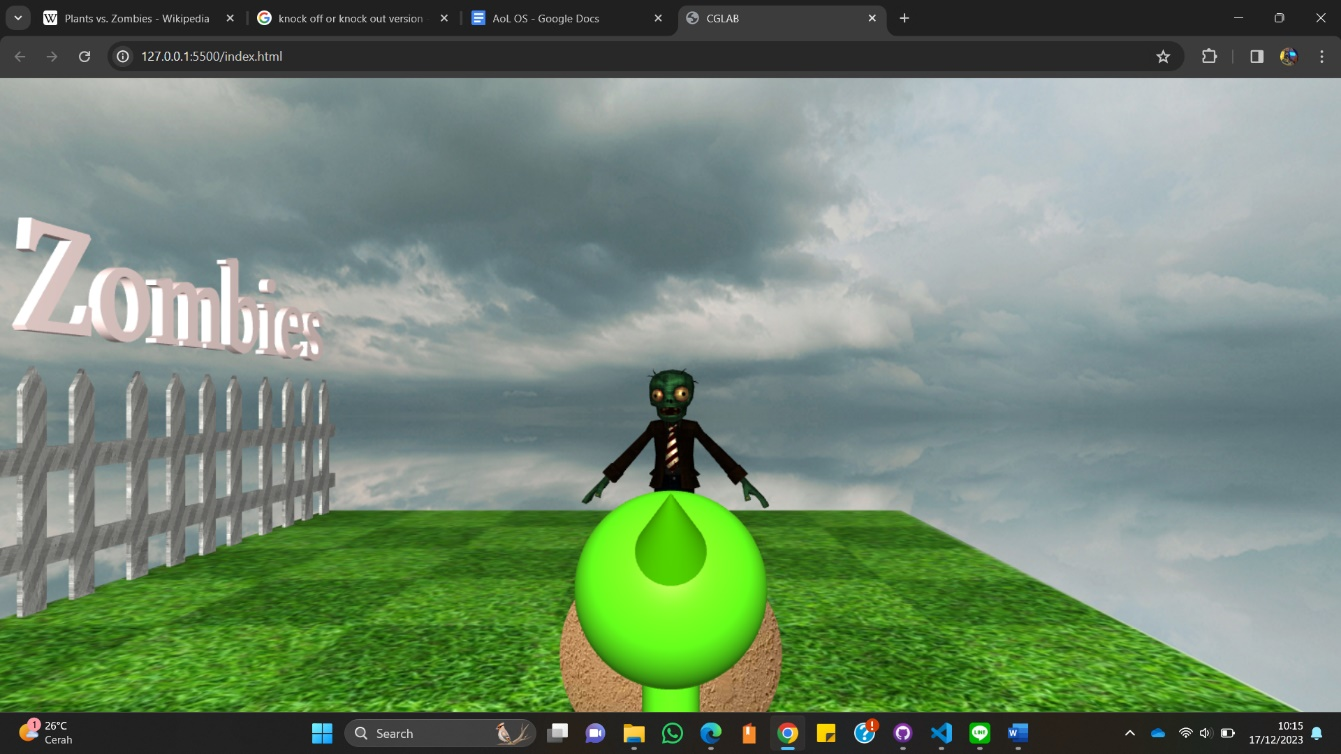 Plants vs. Zombies - Wikipedia
knock off or knock out version
AoL OS - Google Docs
CGLAB
127.0.0.1:5500/index.html
Zombies
1
26°C
Cerah
Search
10:15
17/12/2023